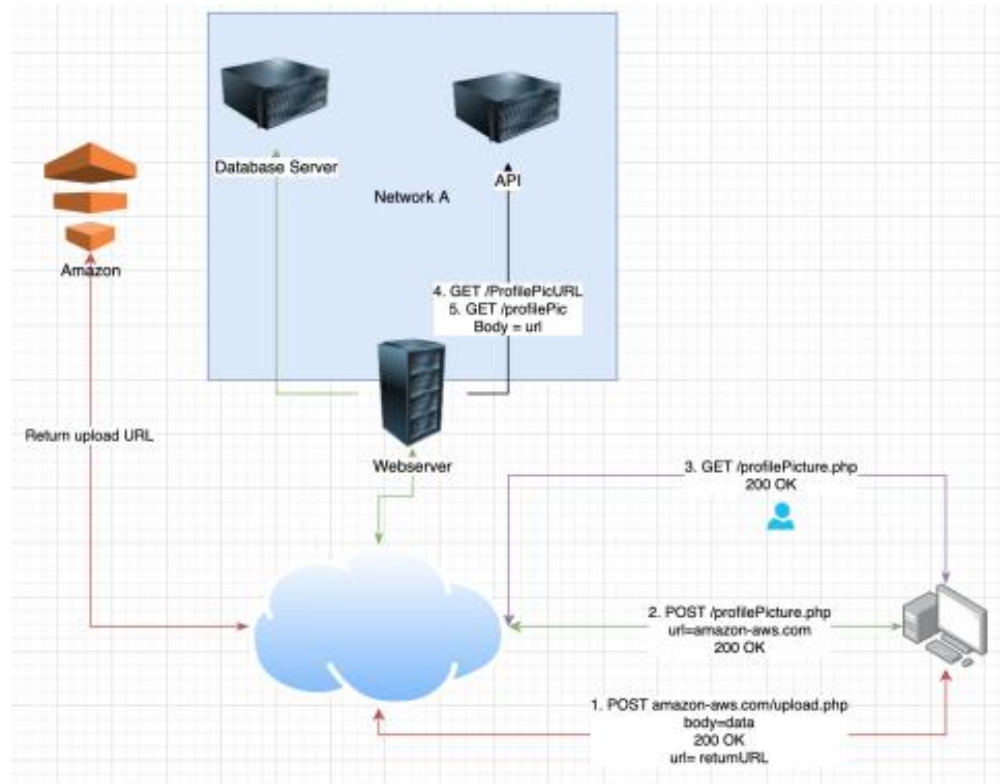 Database Server
API
Network A
Amazon
4. GET /ProfilePicURL
5. GET /profilePic
Body = url
Return upload URL
Webserver
3. GET /profilePicture.php
200 OK
2. POST /profilePicture.php
url=amazon-aws.com
200 OK
1. POST amazon-aws.com/upload.php
body=data
200 OK
url= returnURL